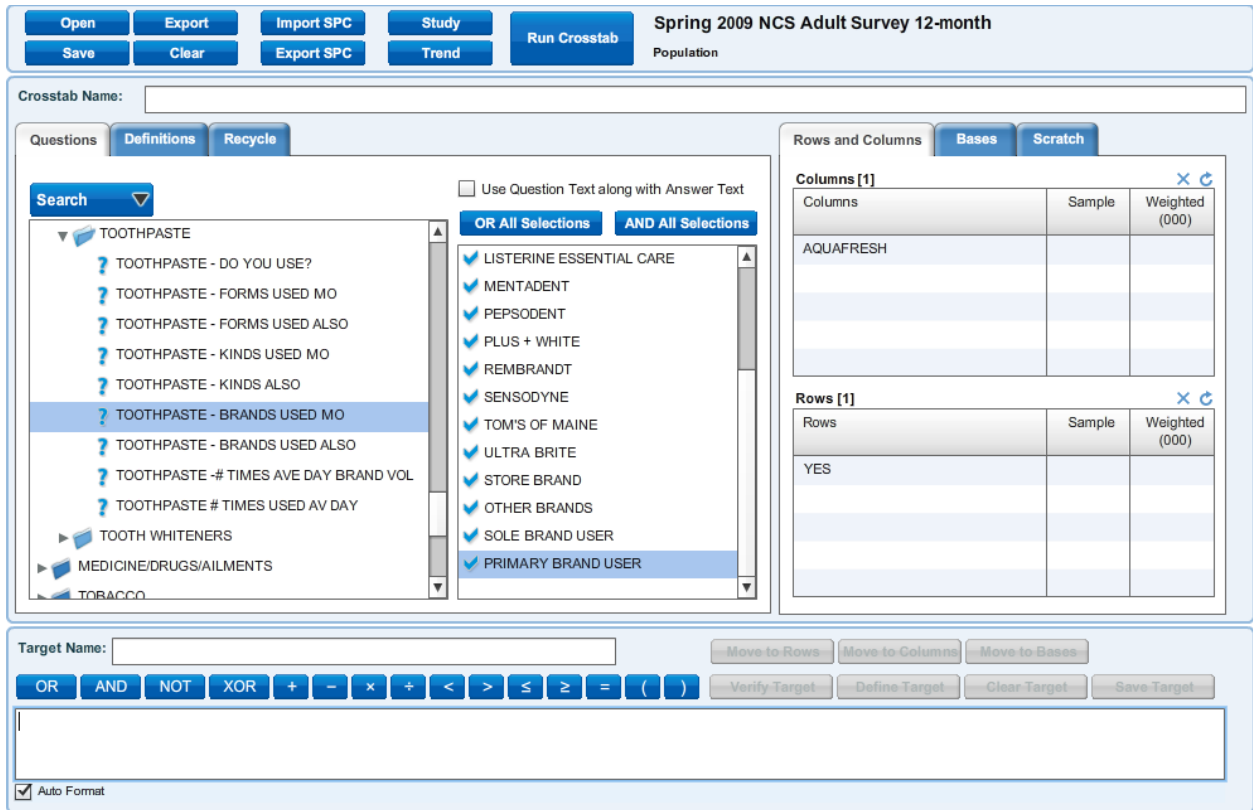 Open Export Import SPC Study Run Crosstab Spring 2009 NCS Adult Survey 12-month
Save Clear Export SPC Trend Population
Crosstab Name:
Questions Definitions Recycle
Search
TOOTHPASTE
TOOTHPASTE - DO YOU USE?
TOOTHPASTE - FORMS USED MO
TOOTHPASTE - FORMS USED ALSO
TOOTHPASTE - KINDS USED MO
TOOTHPASTE - KINDS ALSO
TOOTHPASTE - BRANDS USED MO
TOOTHPASTE - BRANDS USED ALSO
TOOTHPASTE -# TIMES AVE DAY BRAND VOL
TOOTHPASTE # TIMES USED AV DAY
TOOTH WHITENERS
MEDICINE/DRUGS/AILMENTS
TOBACCO
Use Question Text along with Answer Text
OR All Selections AND All Selections
LISTERINE ESSENTIAL CARE
MENTADENT
PEPSODENT
PLUS + WHITE
REMBRANDT
SENSODYNE
TOM'S OF MAINE
ULTRA BRITE
STORE BRAND
OTHER BRANDS
SOLE BRAND USER
PRIMARY BRAND USER
Rows and Columns Bases Scratch
Columns [1]
Columns Sample Weighted
(000)
AQUAFRESH
Rows [1]
Rows Sample Weighted
(000)
YES
Target Name:
Move to Rows Move to Columns Move to Bases
OR AND NOT XOR + − × ÷ < > ≤ ≥ = ( ) Verify Target Define Target Clear Target Save Target
Auto Format